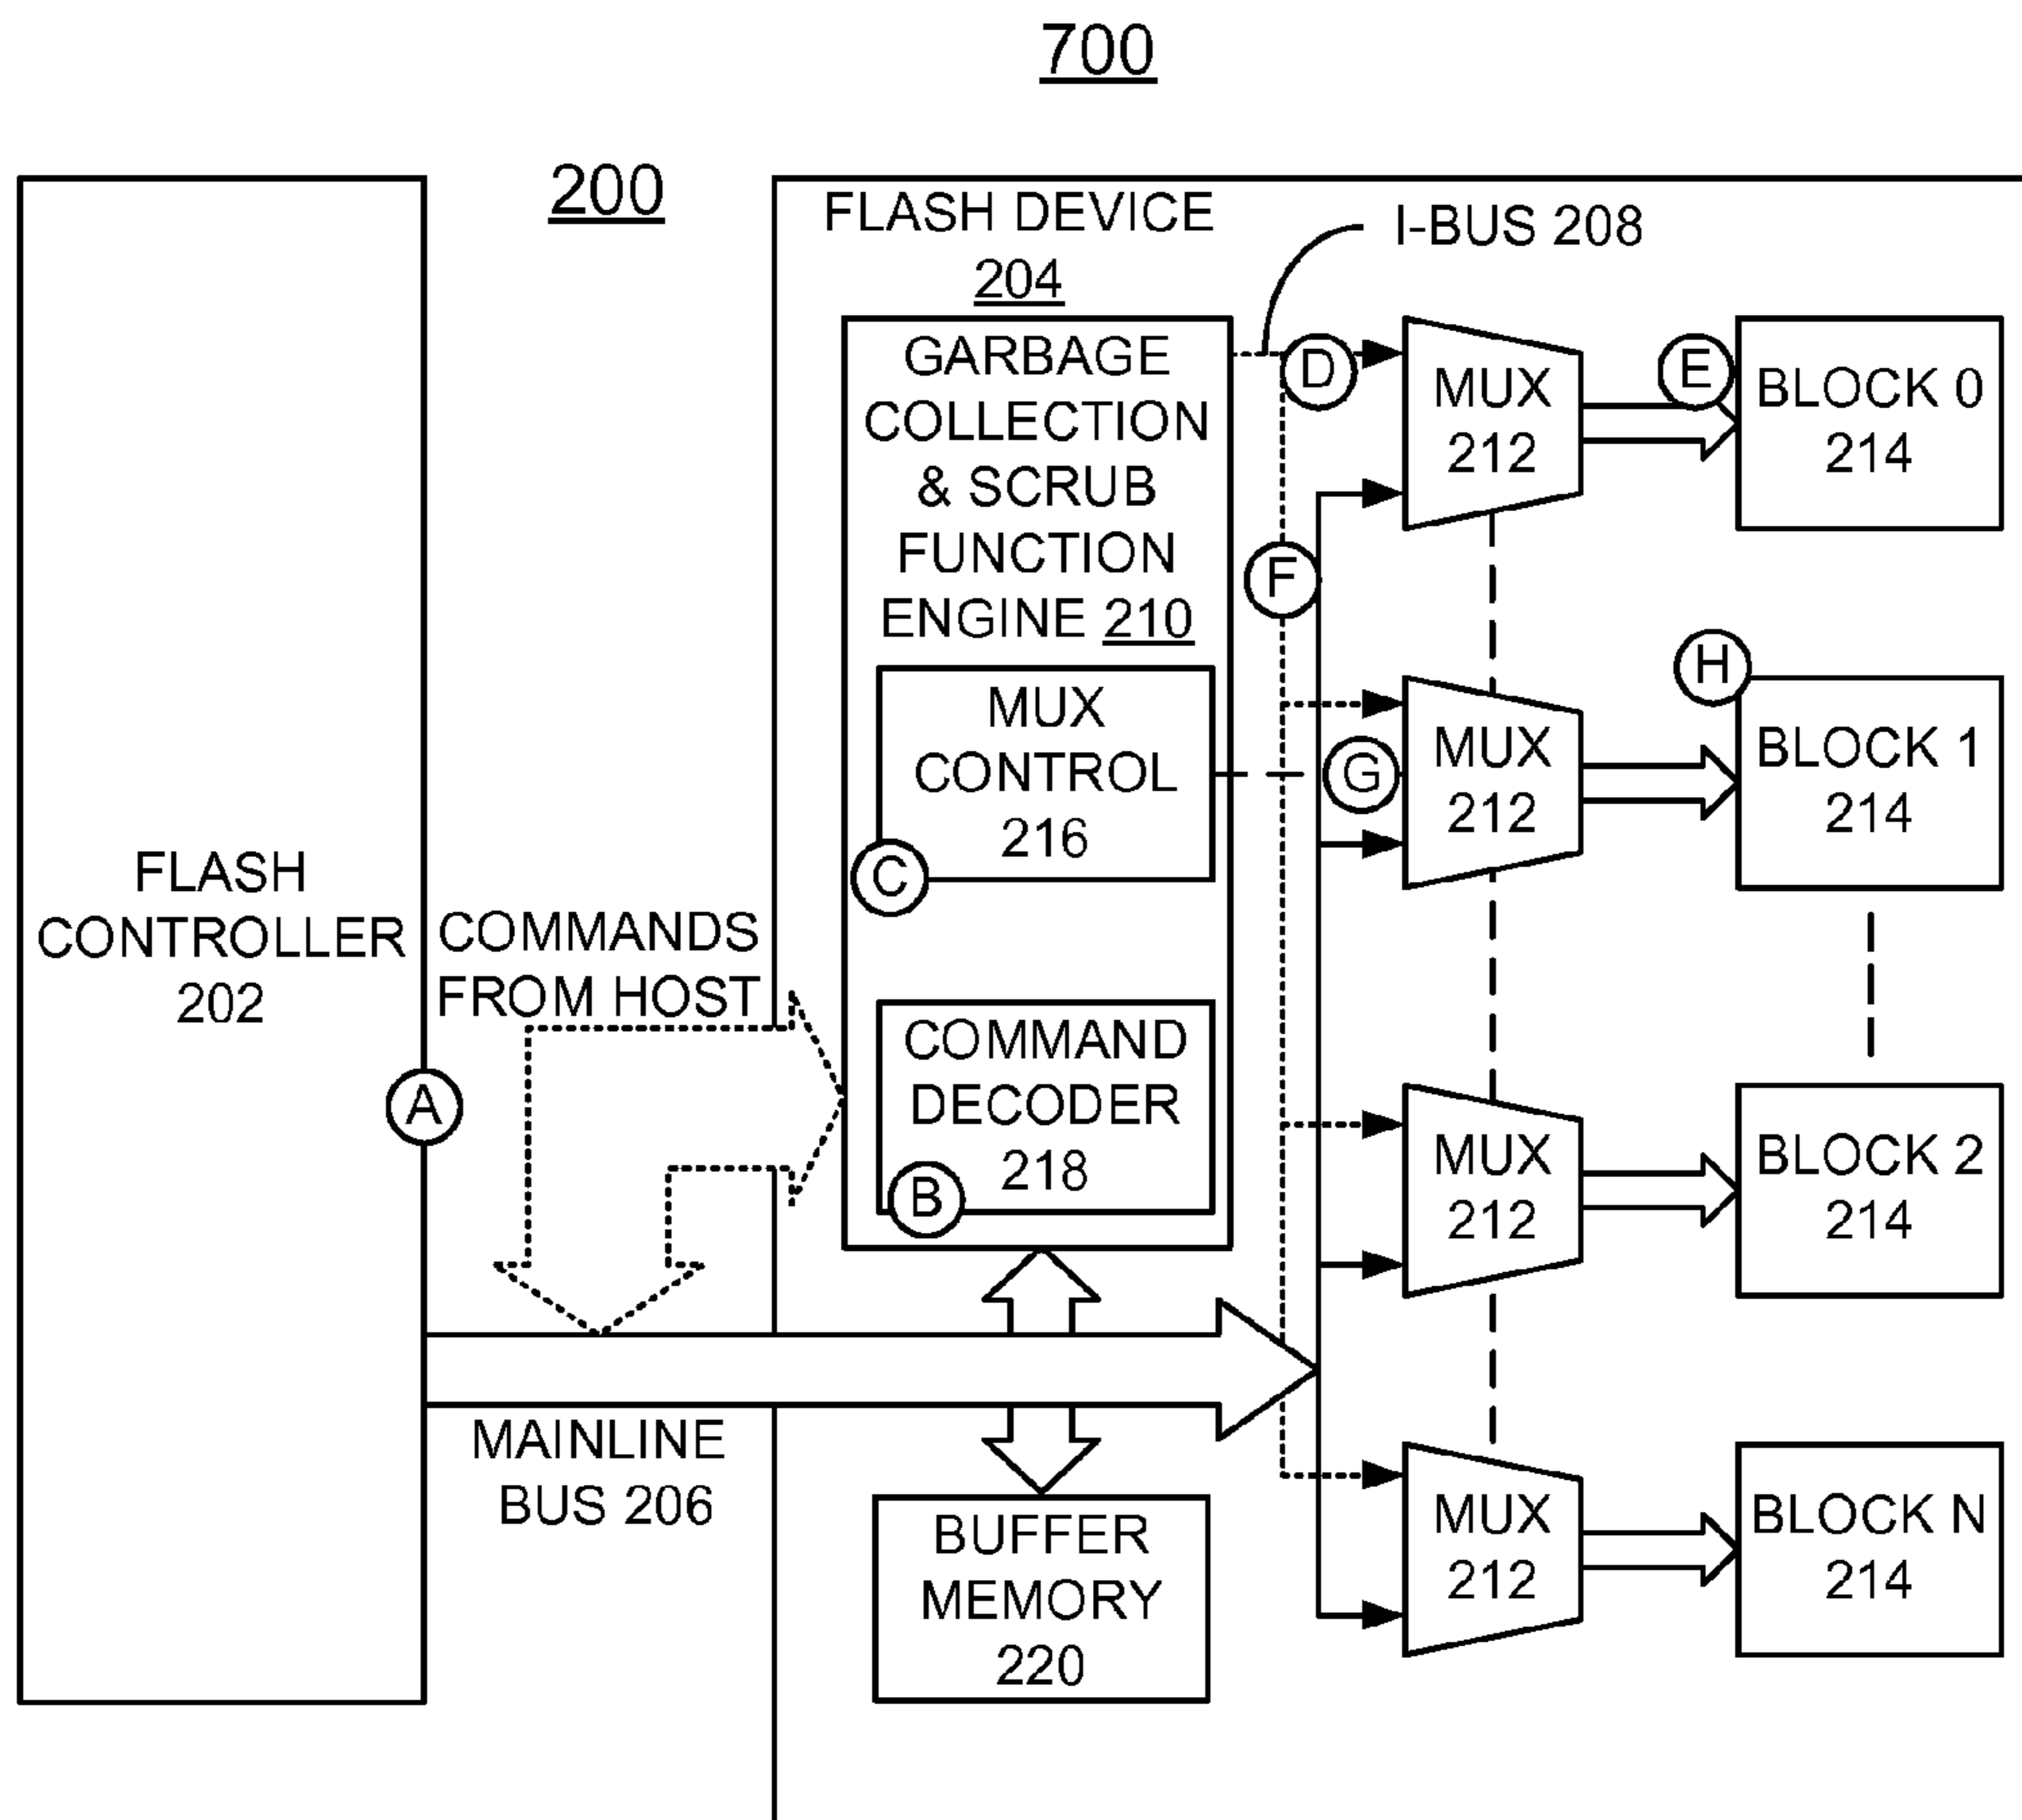 700
200
FLASH
CONTROLLER
202
COMMANDS
FROM HOST
A
MAINLINE
BUS 206
FLASH DEVICE
204
I-BUS 208
GARBAGE
COLLECTION
& SCRUB
FUNCTION
ENGINE 210
MUX
CONTROL
216
C
COMMAND
DECODER
218
B
BUFFER
MEMORY
220
D
F
G
MUX
212
E
BLOCK 0
214
MUX
212
H
BLOCK 1
214
MUX
212
BLOCK 2
214
MUX
212
BLOCK N
214